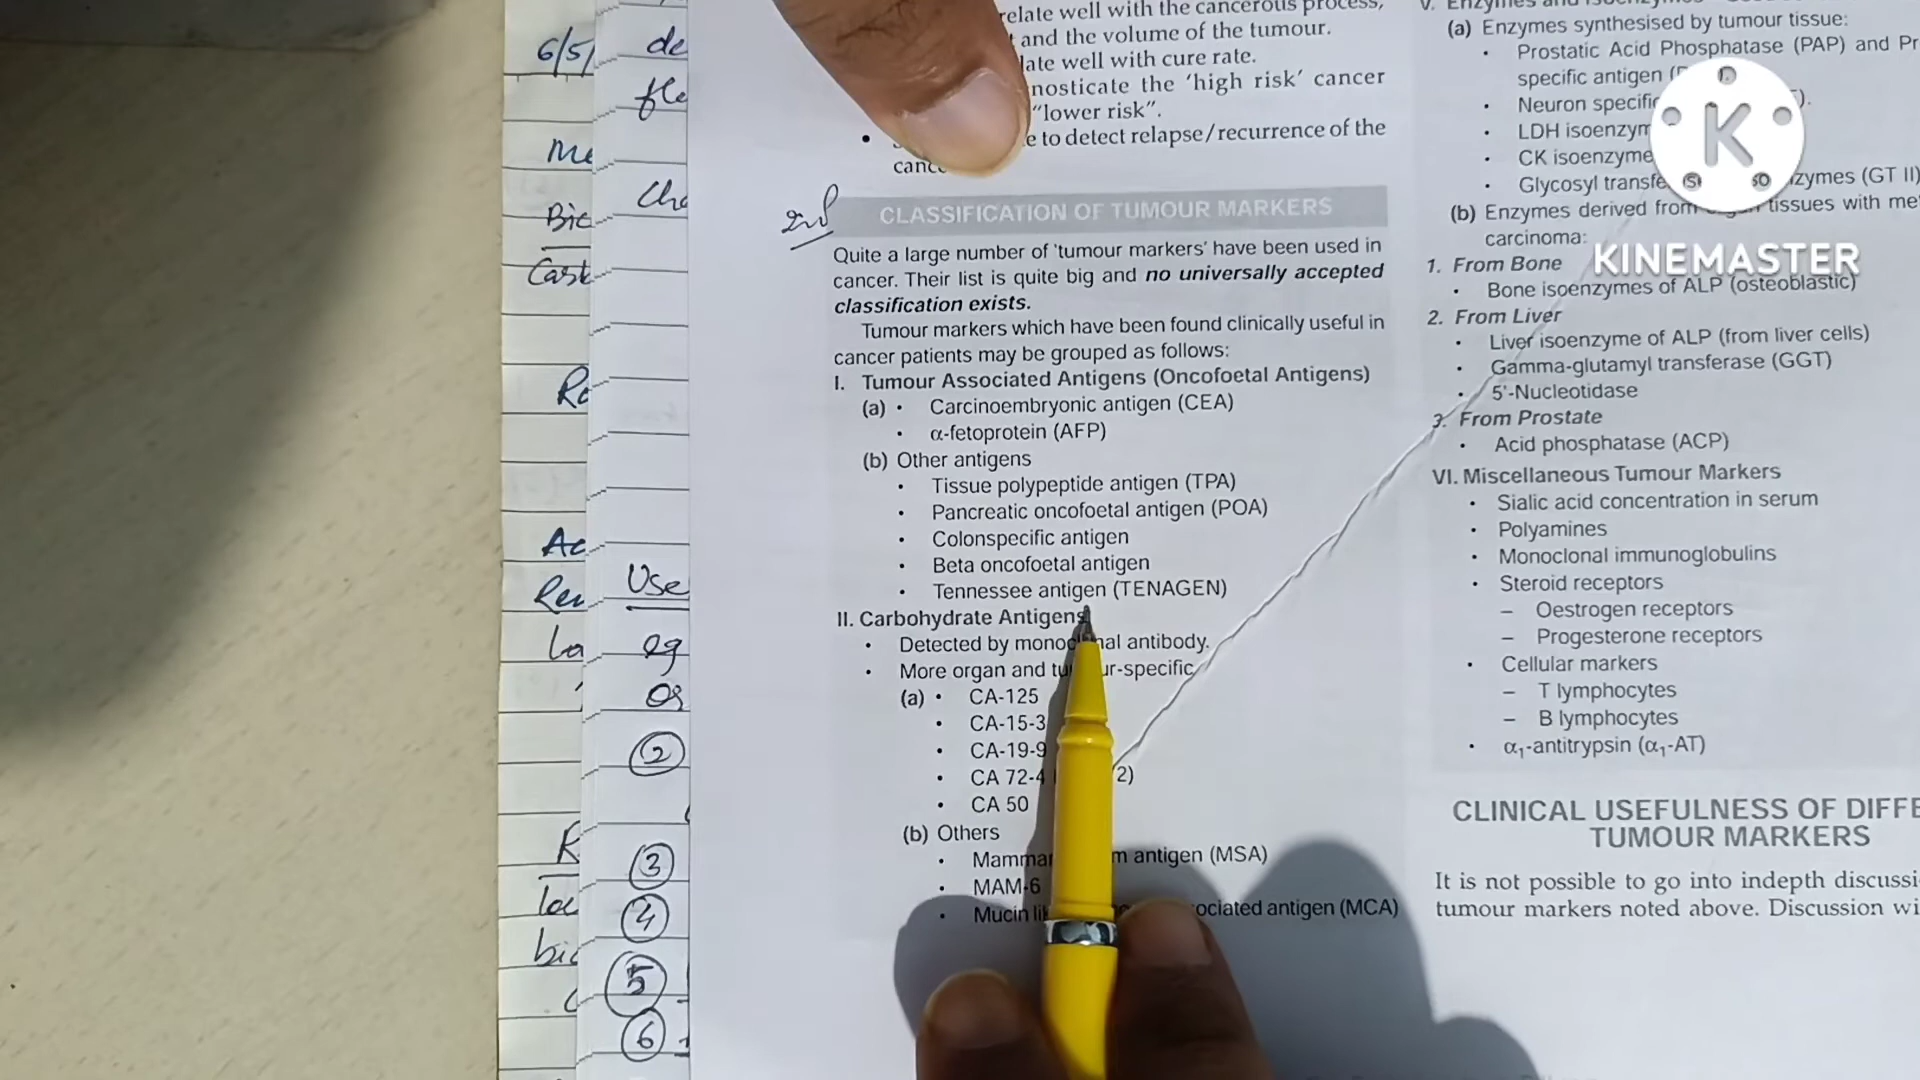 relate well with the cancerous process,
and the volume of the tumour.
late well with cure rate.
nosticate the 'high risk' cancer
"lower risk".
e to detect relapse/recurrence of the
canc
CLASSIFICATION OF TUMOUR MARKERS
Quite a large number of 'tumour markers' have been used in
cancer. Their list is quite big and no universally accepted
classification exists.
Tumour markers which have been found clinically useful in
cancer patients may be grouped as follows:
I. Tumour Associated Antigens (Oncofoetal Antigens)
(a) • Carcinoembryonic antigen (CEA)
• α-fetoprotein (AFP)
(b) Other antigens
• Tissue polypeptide antigen (TPA)
• Pancreatic oncofoetal antigen (POA)
• Colonspecific antigen
• Beta oncofoetal antigen
• Tennessee antigen (TENAGEN)
II. Carbohydrate Antigens
• Detected by monoclonal antibody.
• More organ and tumour-specific
(a) • CA-125
• CA-15-3
• CA-19-9
• CA 72-4 2)
• CA 50
(b) Others
• Mammar m antigen (MSA)
• MAM-6
• Mucin li ociated antigen (MCA)
V. Enzymes and
(a) Enzymes synthesised by tumour tissue:
• Prostatic Acid Phosphatase (PAP) and Pr
specific antigen (
• Neuron specific ).
• LDH isoenzym
• CK isoenzyme
• Glycosyl transfe zymes (GT II)
(b) Enzymes derived from tissues with me
carcinoma:
1. From Bone
• Bone isoenzymes of ALP (osteoblastic)
2. From Liver
• Liver isoenzyme of ALP (from liver cells)
• Gamma-glutamyl transferase (GGT)
• 5'-Nucleotidase
3. From Prostate
• Acid phosphatase (ACP)
VI. Miscellaneous Tumour Markers
• Sialic acid concentration in serum
• Polyamines
• Monoclonal immunoglobulins
• Steroid receptors
– Oestrogen receptors
– Progesterone receptors
• Cellular markers
– T lymphocytes
– B lymphocytes
• α₁-antitrypsin (α₁-AT)
CLINICAL USEFULNESS OF DIFFE
TUMOUR MARKERS
It is not possible to go into indepth discussi
tumour markers noted above. Discussion wi
K
KINEMASTER
6/5/
Bio
Use
eg
2
3
4
5
6